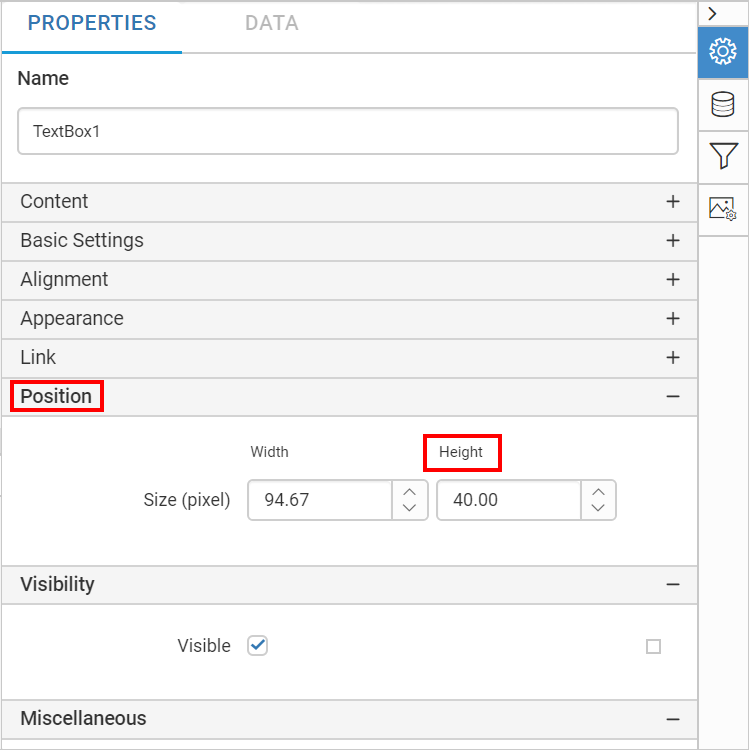 PROPERTIES DATA
Name
TextBox1
Content
Basic Settings
Alignment
Appearance
Link
Position
Width Height
Size (pixel) 94.67 40.00
Visibility
Visible
Miscellaneous